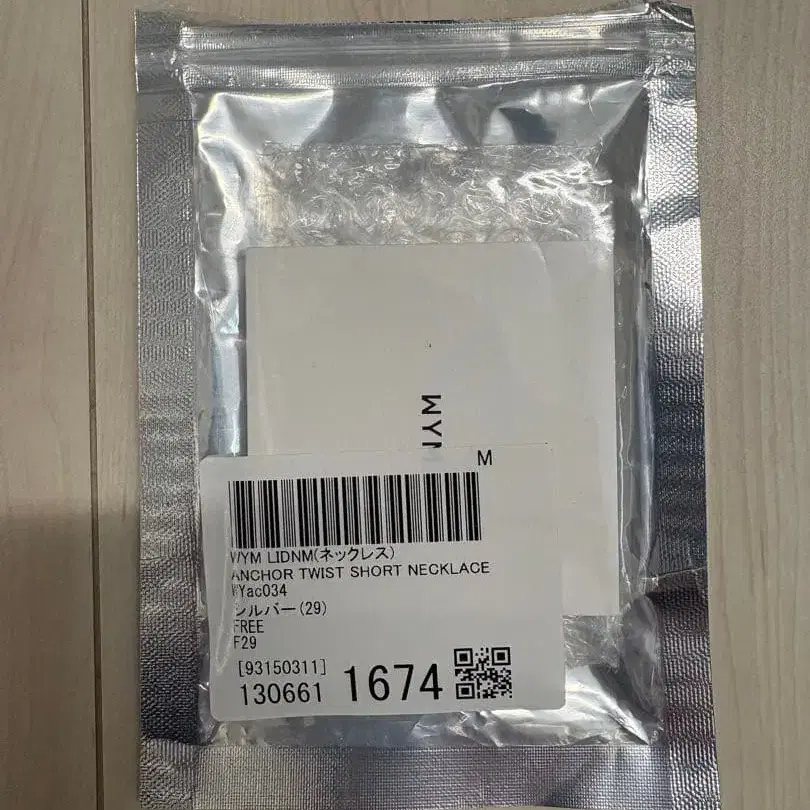 WYM
M
WYM LIDNM(ネックレス)
ANCHOR TWIST SHORT NECKLACE
WYac034
シルバー(29)
FREE
F29
[93150311]
130661 1674